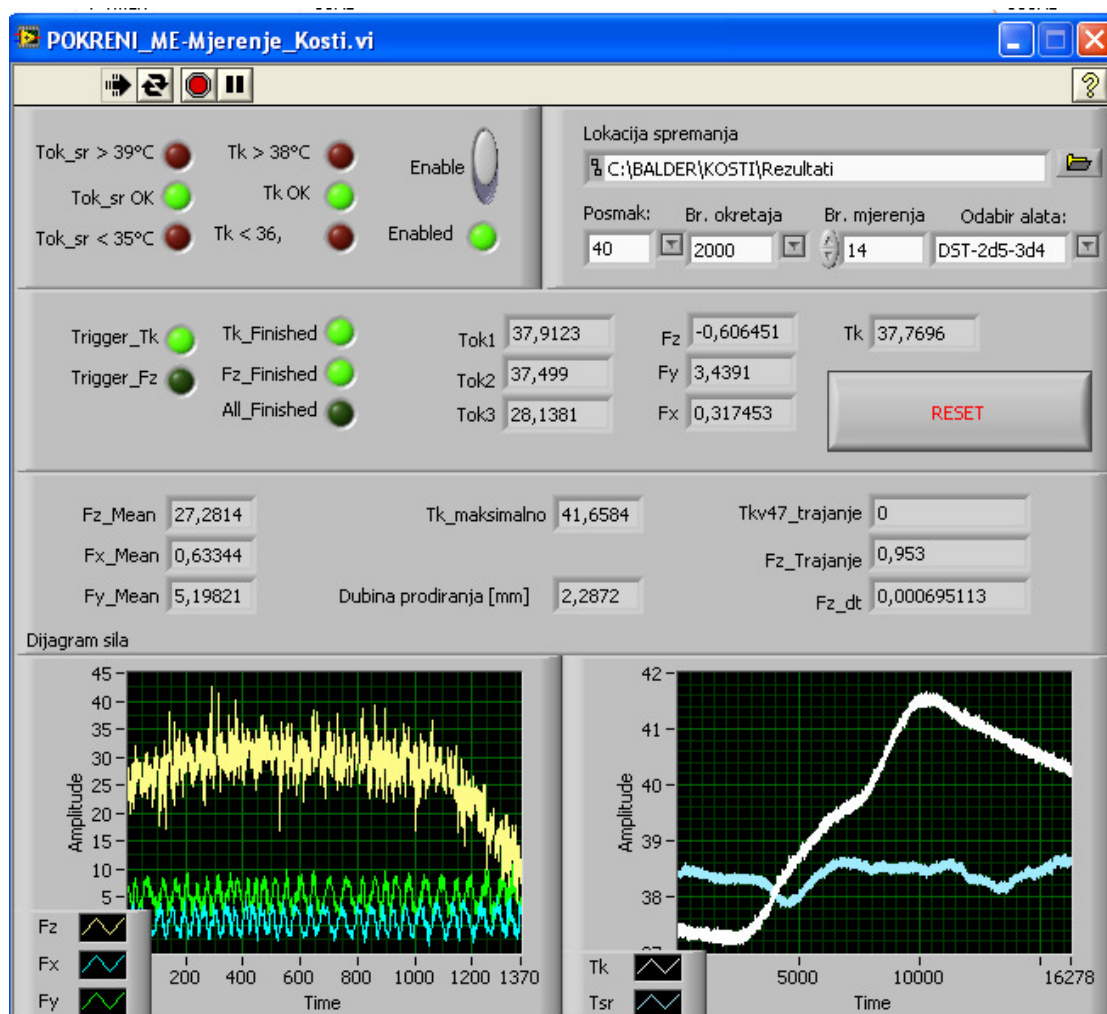 POKRENI_ME-Mjerenje_Kosti.vi
?
Tok_sr > 39°C Tk > 38°C
Enable
Tok_sr OK Tk OK
Tok_sr < 35°C Tk < 36, Enabled
Lokacija spremanja
C:\BALDER\KOSTI\Rezultati
Posmak: Br. okretaja Br. mjerenja Odabir alata:
40 2000 14 DST-2d5-3d4
Trigger_Tk Tk_Finished Tok1 37,9123 Fz -0,606451 Tk 37,7696
Trigger_Fz Fz_Finished Tok2 37,499 Fy 3,4391
All_Finished Tok3 28,1381 Fx 0,317453
RESET
Fz_Mean 27,2814 Tk_maksimalno 41,6584 Tkv47_trajanje 0
Fx_Mean 0,63344 Fz_Trajanje 0,953
Fy_Mean 5,19821 Dubina prodiranja [mm] 2,2872 Fz_dt 0,000695113
Dijagram sila
45
40
35
30
25
20
15
10
5
Amplitude
200 400 600 800 1000 1200 1370
Time
Fz
Fx
Fy
42
41
40
39
38
Amplitude
5000 10000 16278
Time
Tk
Tsr